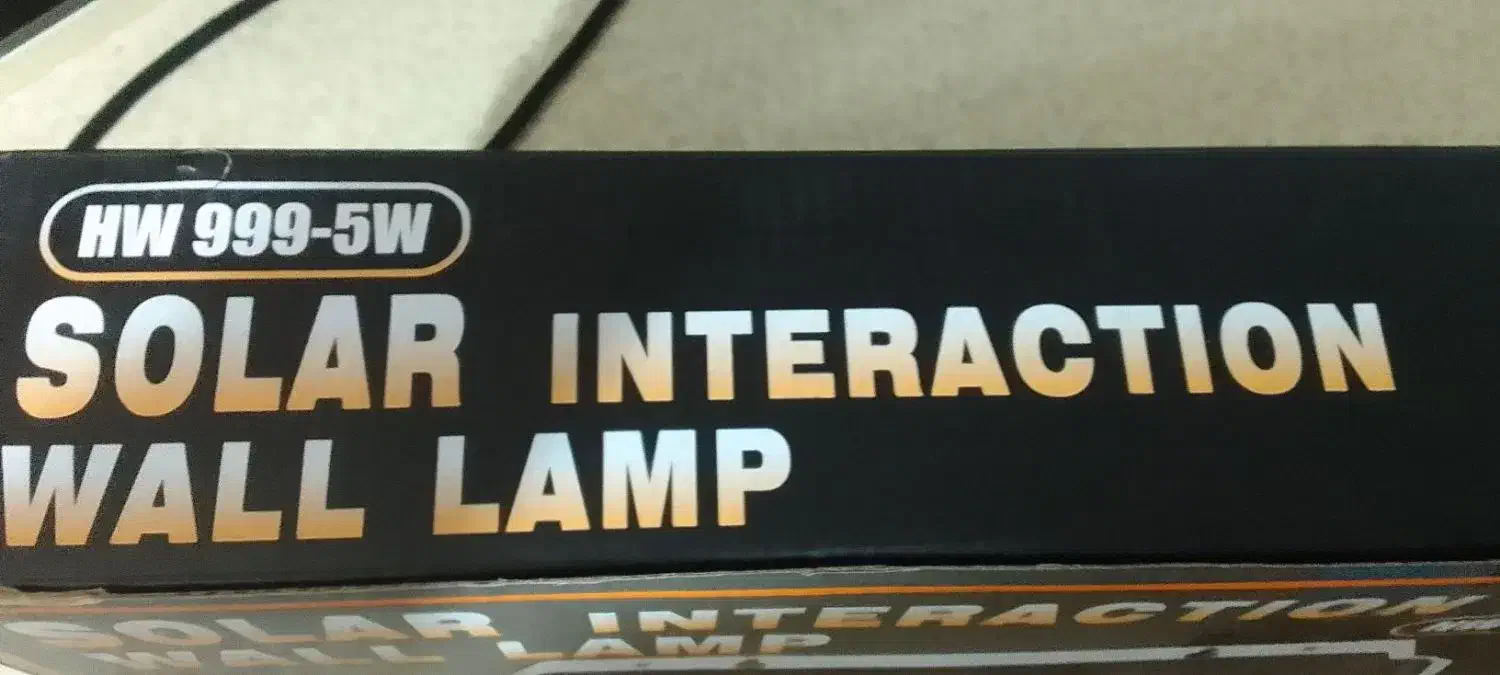 HW 999-5W
SOLAR INTERACTION
WALL LAMP
SOLAR INTERACTION
WALL LAMP